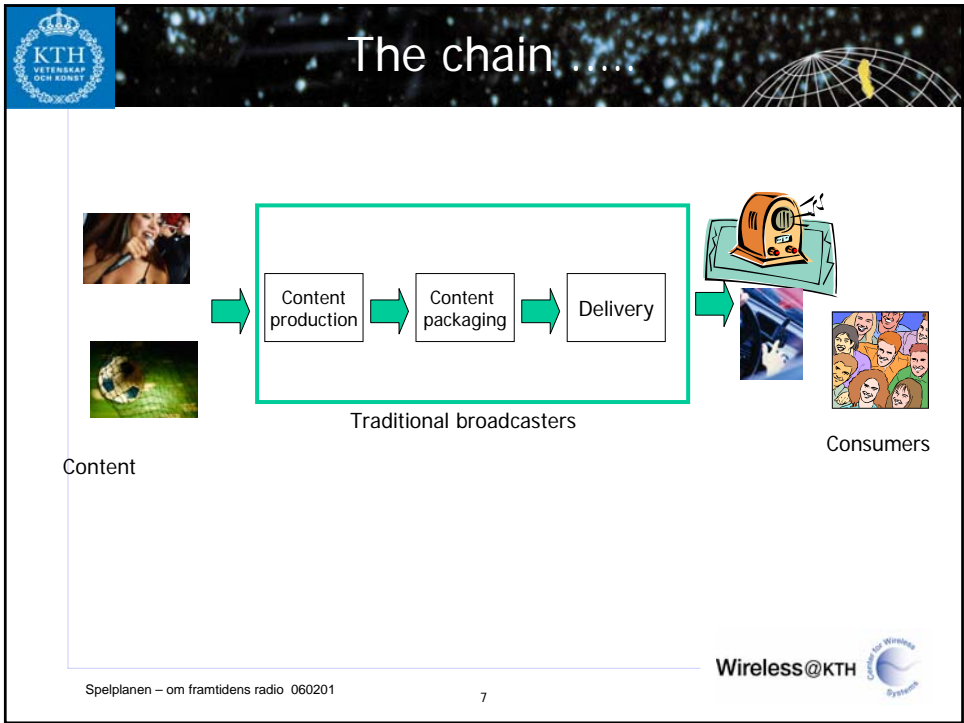 KTH
VETENSKAP
OCH KONST
The chain .....
Content
production
Content
packaging
Delivery
Traditional broadcasters
Consumers
Content
Wireless@KTH
Center for Wireless
Systems
Spelplanen – om framtidens radio 060201
7